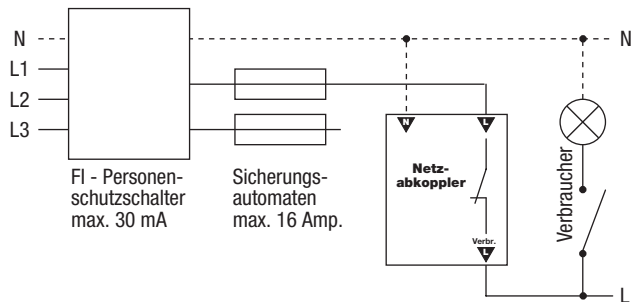 N
N
L1
L2
L3
N
L
Netz-
abkoppler
Verbr.
L
Verbraucher
FI - Personen-
schutzschalter
max. 30 mA
Sicherungs-
automaten
max. 16 Amp.
L